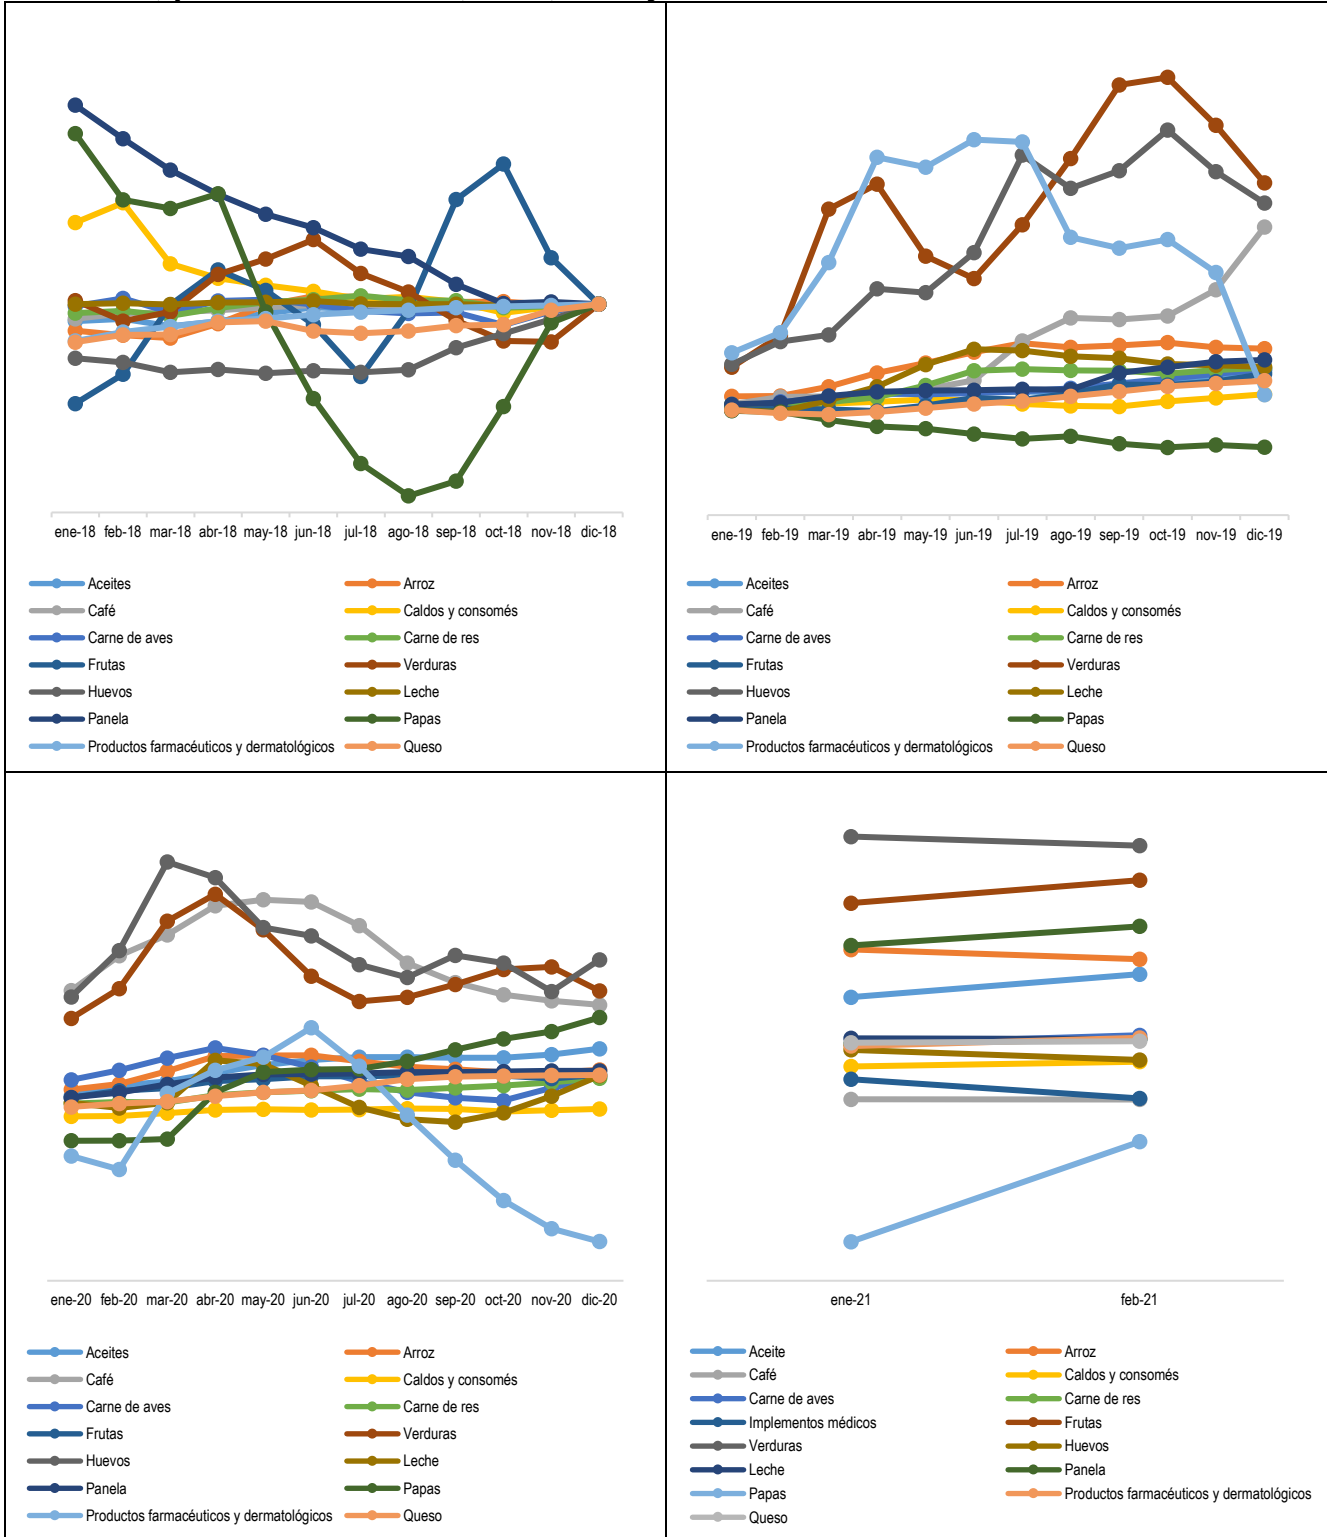 ene-18 feb-18 mar-18 abr-18 may-18 jun-18 jul-18 ago-18 sep-18 oct-18 nov-18 dic-18
Aceites Arroz
Café Caldos y consomés
Carne de aves Carne de res
Frutas Verduras
Huevos Leche
Panela Papas
Productos farmacéuticos y dermatológicos Queso
ene-19 feb-19 mar-19 abr-19 may-19 jun-19 jul-19 ago-19 sep-19 oct-19 nov-19 dic-19
Aceites Arroz
Café Caldos y consomés
Carne de aves Carne de res
Frutas Verduras
Huevos Leche
Panela Papas
Productos farmacéuticos y dermatológicos Queso
ene-20 feb-20 mar-20 abr-20 may-20 jun-20 jul-20 ago-20 sep-20 oct-20 nov-20 dic-20
Aceites Arroz
Café Caldos y consomés
Carne de aves Carne de res
Frutas Verduras
Huevos Leche
Panela Papas
Productos farmacéuticos y dermatológicos Queso
ene-21 feb-21
Aceite Arroz
Café Caldos y consomés
Carne de aves Carne de res
Implementos médicos Frutas
Verduras Huevos
Leche Panela
Papas Productos farmacéuticos y dermatológicos
Queso